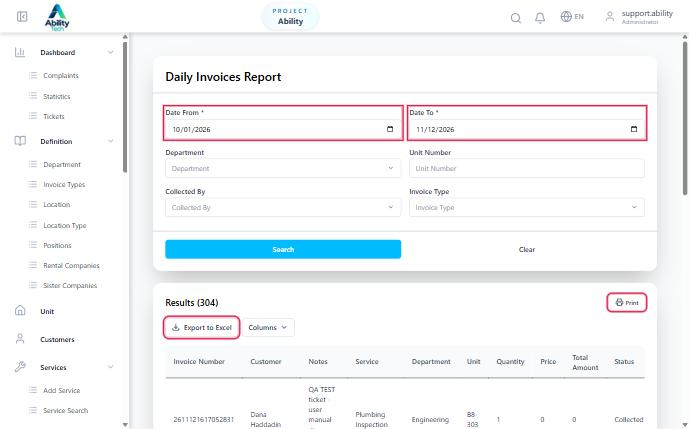 Ability
Tech
PROJECT
Ability
EN
support.ability
Administrator
Dashboard
Complaints
Statistics
Tickets
Definition
Department
Invoice Types
Location
Location Type
Positions
Rental Companies
Sister Companies
Unit
Customers
Services
Add Service
Service Search
Daily Invoices Report
Date From * Date To *
10/01/2026 11/12/2026
Department Unit Number
Department Unit Number
Collected By Invoice Type
Collected By Invoice Type
Search Clear
Results (304) Print
Export to Excel Columns
Invoice Number Customer Notes Service Department Unit Quantity Price Total Amount Status
2611121617052831 Dana Haddadin QA TEST ticket - user manual Plumbing Inspection Engineering B8-303 1 0 0 Collected